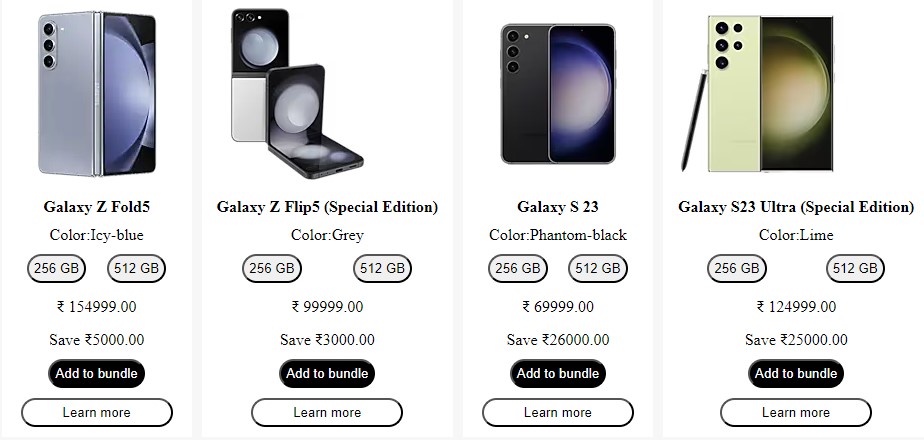 Galaxy Z Fold5
Color:Icy-blue
256 GB 512 GB
₹ 154999.00
Save ₹5000.00
Add to bundle
Learn more
Galaxy Z Flip5 (Special Edition)
Color:Grey
256 GB 512 GB
₹ 99999.00
Save ₹3000.00
Add to bundle
Learn more
Galaxy S 23
Color:Phantom-black
256 GB 512 GB
₹ 69999.00
Save ₹26000.00
Add to bundle
Learn more
Galaxy S23 Ultra (Special Edition)
Color:Lime
256 GB 512 GB
₹ 124999.00
Save ₹25000.00
Add to bundle
Learn more